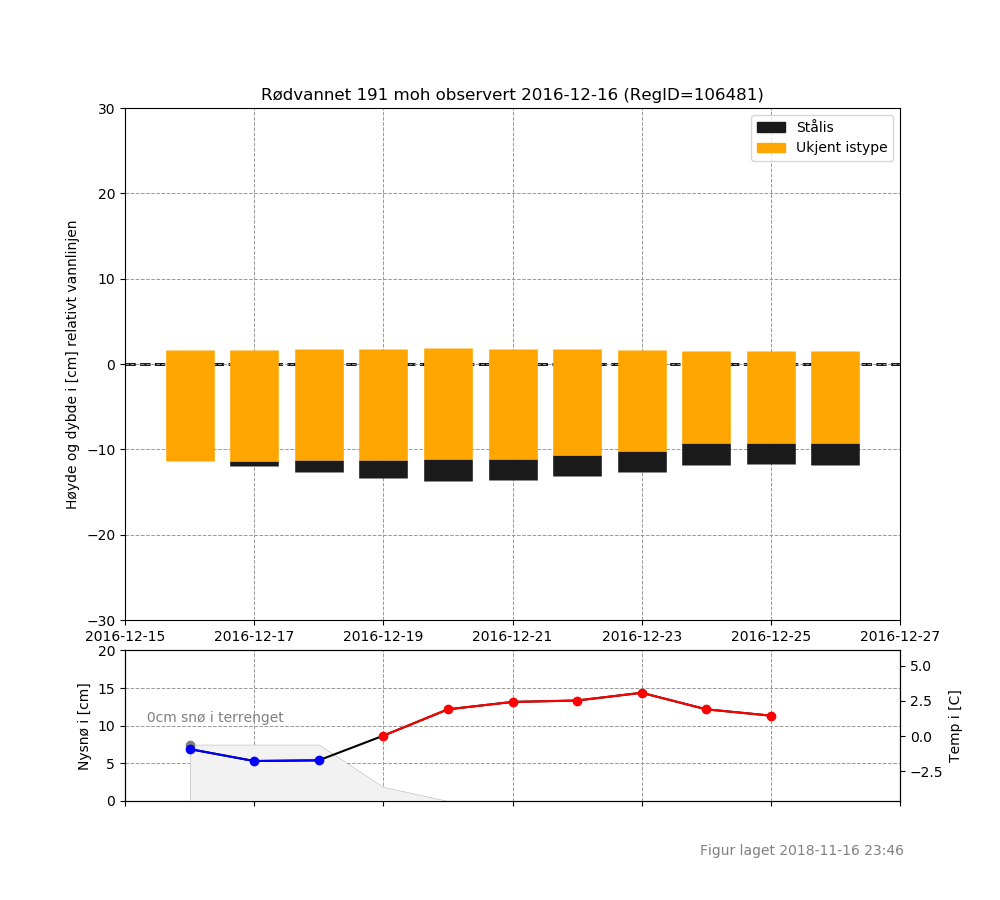 Rødvannet 191 moh observert 2016-12-16 (RegID=106481)
Stålis
Ukjent istype
Høyde og dybde i [cm] relativt vannlinjen
30
20
10
0
−10
−20
−30
2016-12-15 2016-12-17 2016-12-19 2016-12-21 2016-12-23 2016-12-25 2016-12-27
Nysnø i [cm]
20
15
10
5
0
0cm snø i terrenget
5.0
2.5
0.0
−2.5
Temp i [C]
Figur laget 2018-11-16 23:46